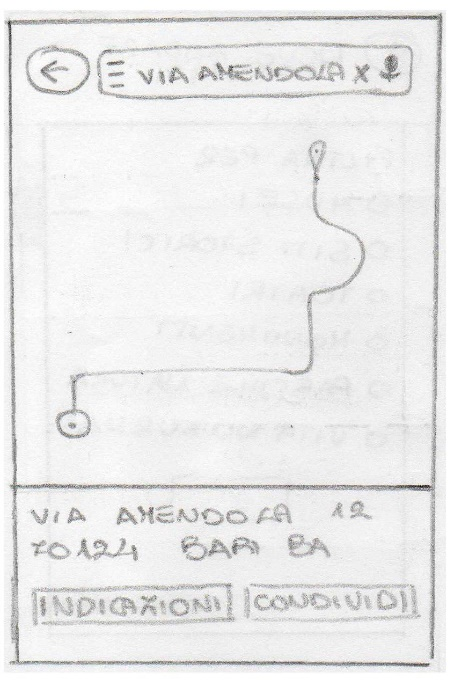 VIA AMENDOLA X
VIA AMENDOLA 12
70124 BARI BA
INDICAZIONI CONDIVIDI